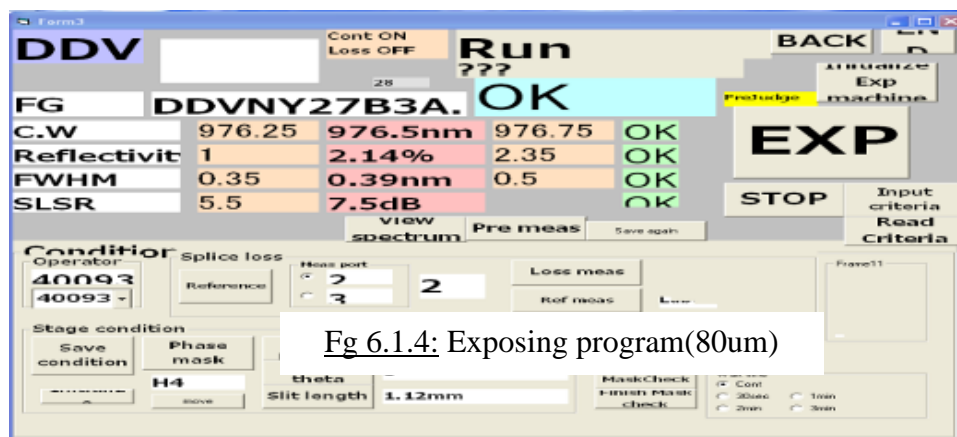 Form3
DDV
Cont ON
Loss OFF
Run
???
BACK
28
Exp
machine
FG
DDVNY27B3A.
OK
PreJudge
C.W
976.25
976.5nm
976.75
OK
EXP
Reflectivit
1
2.14%
2.35
OK
FWHM
0.35
0.39nm
0.5
OK
SLSR
5.5
7.5dB
OK
STOP
Input
criteria
view
spectrum
Pre meas
Save again
Read
Criteria
Condition
Operator
40093
40093
Splice loss
Reference
Meas port
2
3
2
Loss meas
Ref meas
Frame11
Stage condition
Save
condition
Phase
mask
Fg 6.1.4: Exposing program(80um)
H4
move
theta
Slit length
1.12mm
MaskCheck
Finish Mask
check
Cont
30sec
1min
2min
3min